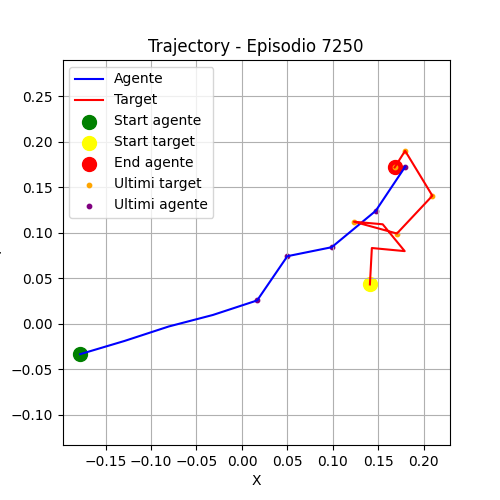 Trajectory - Episodio 7250
Agente
Target
Start agente
Start target
End agente
Ultimi target
Ultimi agente
0.25
0.20
0.15
0.10
0.05
0.00
−0.05
−0.10
−0.15
−0.10
−0.05
0.00
0.05
0.10
0.15
0.20
X